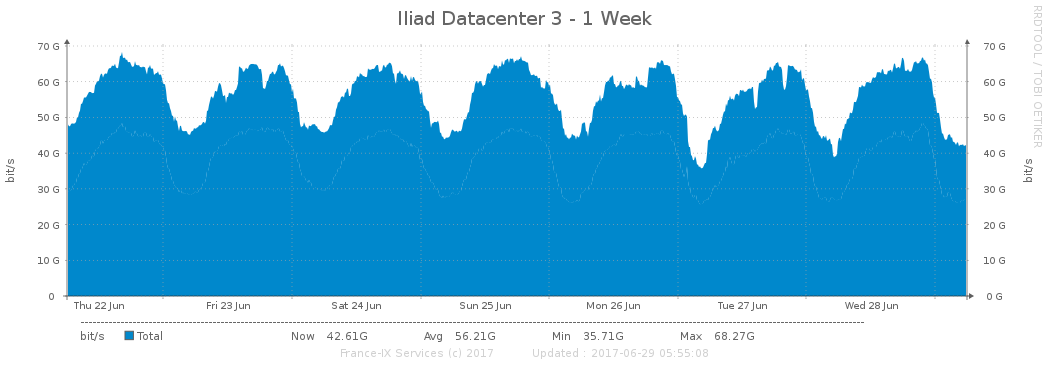 Iliad Datacenter 3 - 1 Week
RRDTOOL / TOBI OETIKER
bit/s
70 G
60 G
50 G
40 G
30 G
20 G
10 G
0
70 G
60 G
50 G
40 G
30 G
20 G
10 G
0 G
bit/s
Thu 22 Jun Fri 23 Jun Sat 24 Jun Sun 25 Jun Mon 26 Jun Tue 27 Jun Wed 28 Jun
bit/s Total Now 42.61G Avg 56.21G Min 35.71G Max 68.27G
France-IX Services (c) 2017 Updated : 2017-06-29 05:55:08